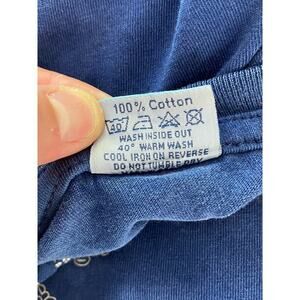 100% Cotton
40
WASH INSIDE OUT
40° WARM WASH
COOL IRON ON REVERSE
DO NOT TUMBLE DRY